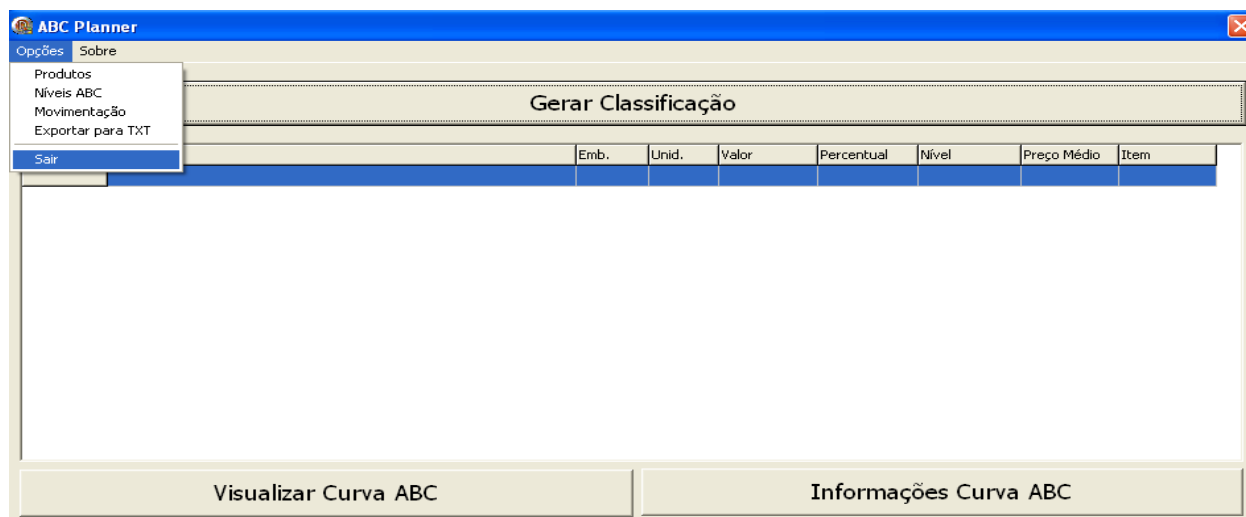 ABC Planner
Opções Sobre
Produtos
Níveis ABC
Movimentação
Exportar para TXT
Sair
Gerar Classificação
Emb. Unid. Valor Percentual Nível Preço Médio Item
Visualizar Curva ABC Informações Curva ABC